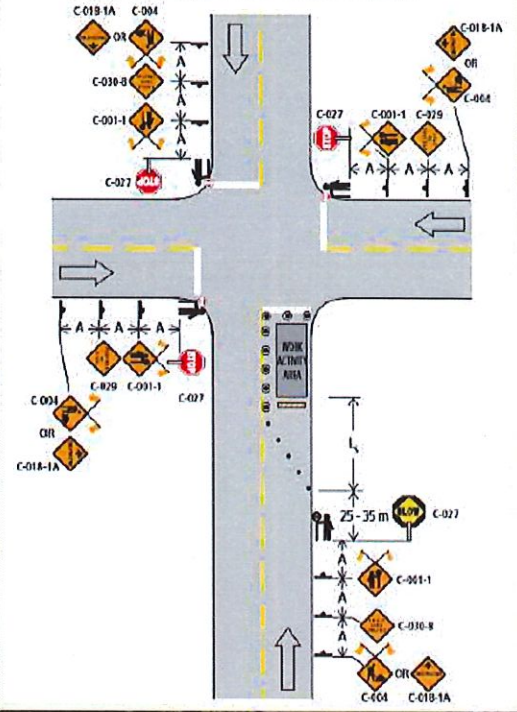 C-018-1A
C-004
OR
C-030-8
C-001-1
C-027
STOP
A
A
A
C-018-1A
OR
C-004
C-027
C-001-1
C-029
STOP
A
A
A
A
A
A
STOP
C-029
C-001-1
C-027
C-004
OR
C-018-1A
WORK
ACTIVITY
AREA
L
25-35 m
SLOW
C-027
A
A
A
C-001-1
C-030-8
OR
C-004
C-018-1A